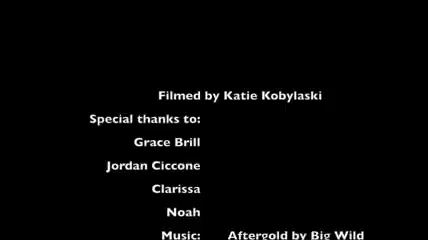 Filmed by Katie Kobylaski
Special thanks to:
Grace Brill
Jordan Ciccone
Clarissa
Noah
Music: Aftergold by Big Wild